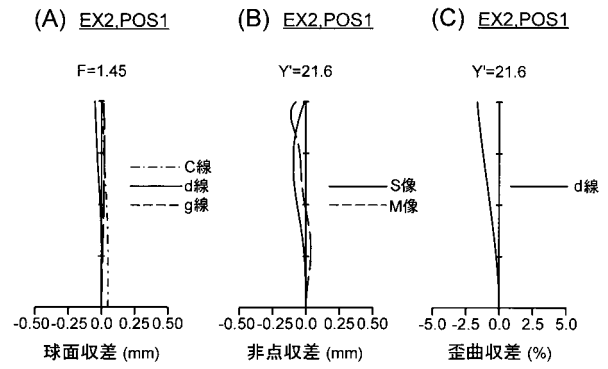 (A) EX2,POS1
F=1.45
C線
d線
g線
-0.50 -0.25 0.0 0.25 0.50
球面収差 (mm)
(B) EX2,POS1
Y'=21.6
S像
M像
-0.50 -0.25 0.0 0.25 0.50
非点収差 (mm)
(C) EX2,POS1
Y'=21.6
d線
-5.0 -2.5 0.0 2.5 5.0
歪曲収差 (%)